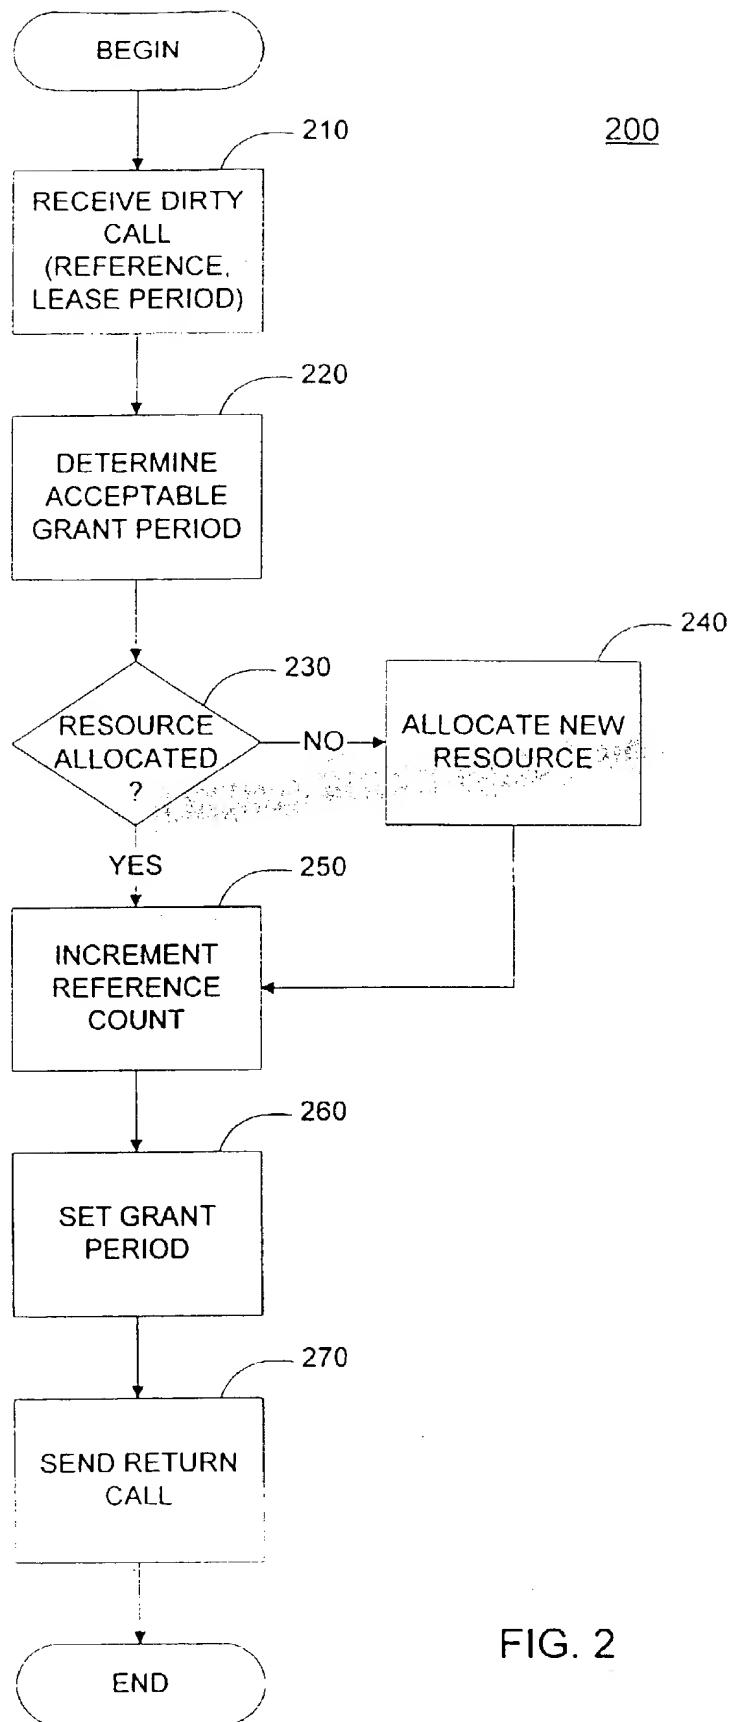 BEGIN
210
200
RECEIVE DIRTY
CALL
(REFERENCE,
LEASE PERIOD)
220
DETERMINE
ACCEPTABLE
GRANT PERIOD
230
RESOURCE
ALLOCATED
?
NO
240
ALLOCATE NEW
RESOURCE
YES
250
INCREMENT
REFERENCE
COUNT
260
SET GRANT
PERIOD
270
SEND RETURN
CALL
END
FIG. 2